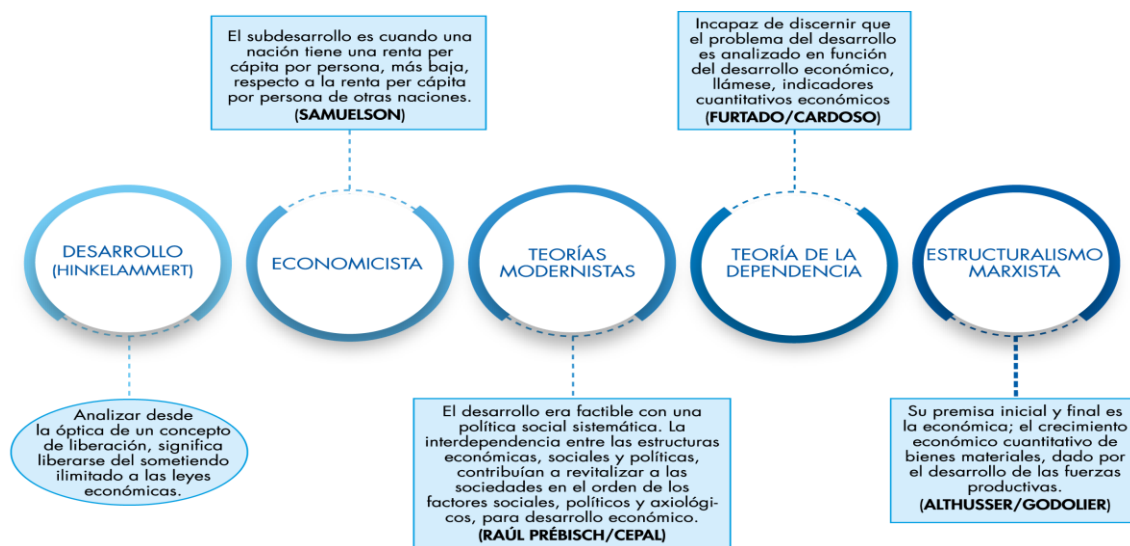 El subdesarrollo es cuando una
nación tiene una renta per
cápita por persona, más baja,
respecto a la renta per cápita
por persona de otras naciones.
(SAMUELSON)
Incapaz de discernir que
el problema del desarrollo
es analizado en función
del desarrollo económico,
llámese, indicadores
cuantitativos económicos
(FURTADO/CARDOSO)
DESARROLLO
(HINKELAMMERT)
ECONOMICISTA
TEORÍAS
MODERNISTAS
TEORÍA DE LA
DEPENDENCIA
ESTRUCTURALISMO
MARXISTA
Analizar desde
la óptica de un concepto
de liberación, significa
liberarse del sometiendo
ilimitado a las leyes
económicas.
El desarrollo era factible con una
política social sistemática. La
interdependencia entre las estructuras
económicas, sociales y políticas,
contribuían a revitalizar a las
sociedades en el orden de los
factores sociales, políticos y axiológi-
cos, para desarrollo económico.
(RAÚL PRÉBISCH/CEPAL)
Su premisa inicial y final es
la económica; el crecimiento
económico cuantitativo de
bienes materiales, dado por
el desarrollo de las fuerzas
productivas.
(ALTHUSSER/GODOLIER)